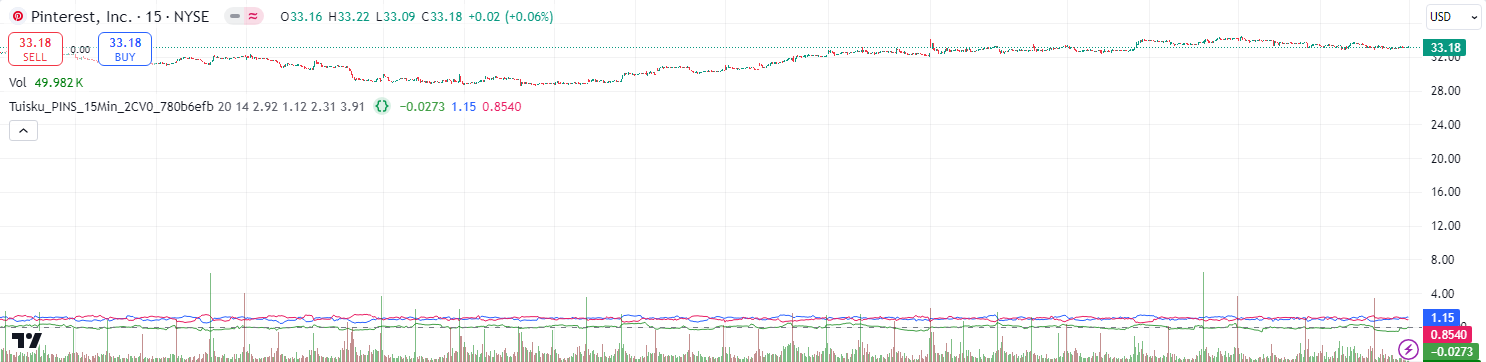 Pinterest, Inc. · 15 · NYSE O33.16 H33.22 L33.09 C33.18 +0.02 (+0.06%)
USD
33.18
SELL
0.00
33.18
BUY
33.18
32.00
Vol 49.982 K
28.00
Tuisku_PINS_15Min_2CV0_780b6efb 20 14 2.92 1.12 2.31 3.91 {} −0.0273 1.15 0.8540
24.00
20.00
16.00
12.00
8.00
4.00
1.15
0.8540
−0.0273